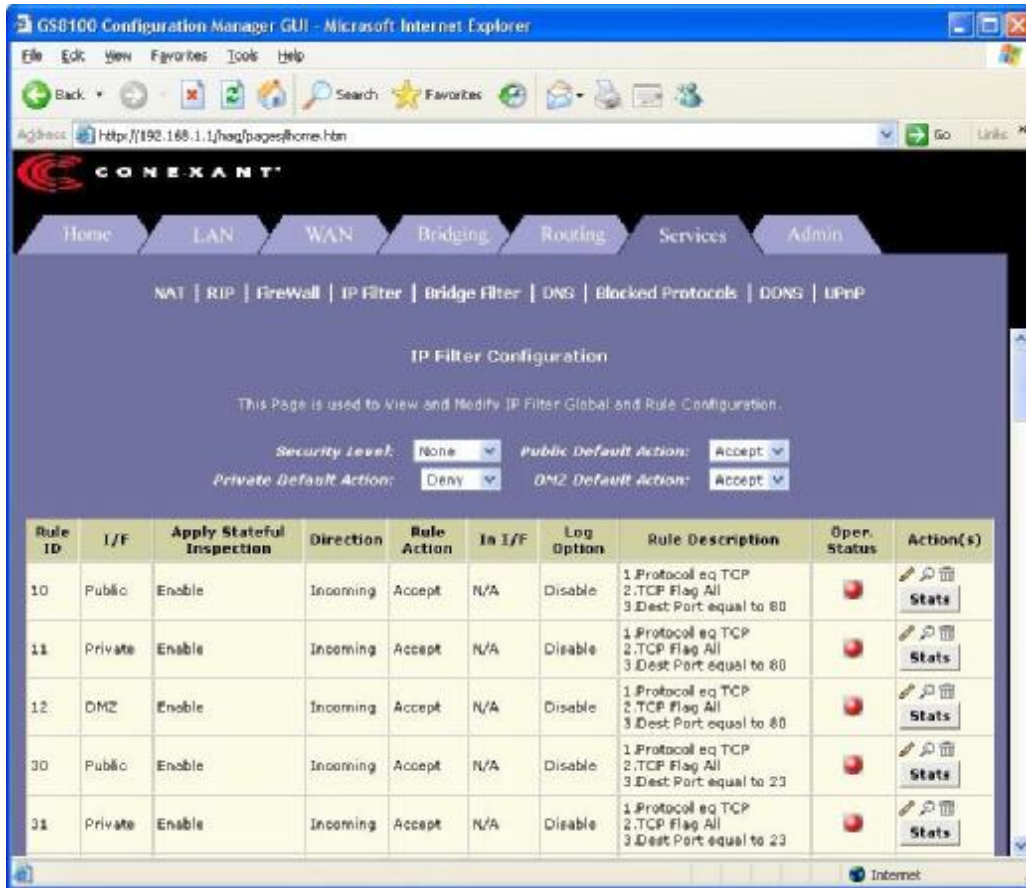 GS8100 Configuration Manager GUI - Microsoft Internet Explorer
File Edit View Favorites Tools Help
Back Search Favorites
Address http://192.168.1.1/hag/pages/home.htm Go Links
CONEXANT
Home LAN WAN Bridging Routing Services Admin
NAT | RIP | FireWall | IP Filter | Bridge Filter | DNS | Blocked Protocols | DDNS | UPnP
IP Filter Configuration
This Page is used to View and Modify IP Filter Global and Rule Configuration.
Security Level: None Public Default Action: Accept
Private Default Action: Deny DMZ Default Action: Accept
Rule ID I/F Apply Stateful Inspection Direction Rule Action In I/F Log Option Rule Description Oper. Status Action(s)
10 Public Enable Incoming Accept N/A Disable 1.Protocol eq TCP
2.TCP Flag All
3.Dest Port equal to 80
Stats
11 Private Enable Incoming Accept N/A Disable 1.Protocol eq TCP
2.TCP Flag All
3.Dest Port equal to 80
Stats
12 DMZ Enable Incoming Accept N/A Disable 1.Protocol eq TCP
2.TCP Flag All
3.Dest Port equal to 80
Stats
30 Public Enable Incoming Accept N/A Disable 1.Protocol eq TCP
2.TCP Flag All
3.Dest Port equal to 23
Stats
31 Private Enable Incoming Accept N/A Disable 1.Protocol eq TCP
2.TCP Flag All
3.Dest Port equal to 23
Stats
Internet